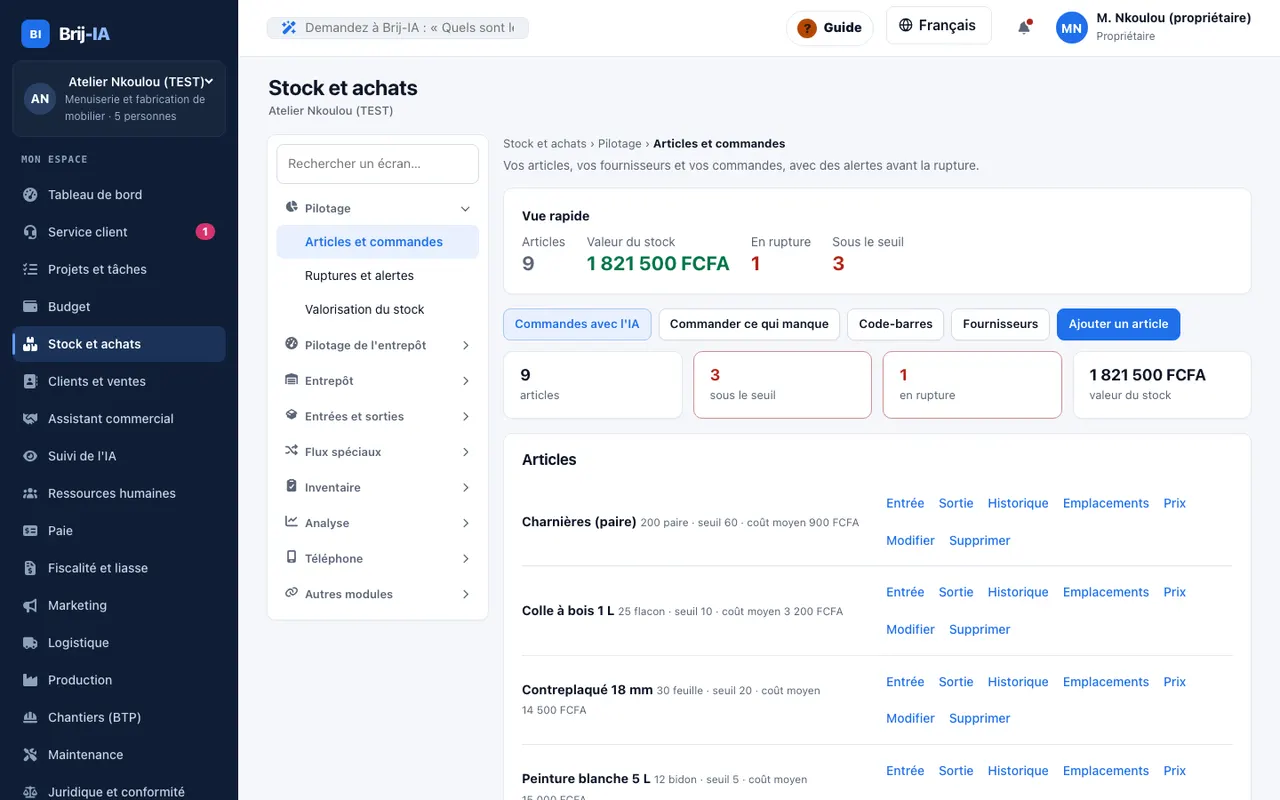 BI Brij-IA
AN
Atelier Nkoulou (TEST)
Menuiserie et fabrication de
mobilier · 5 personnes
MON ESPACE
Tableau de bord
Service client 1
Projets et tâches
Budget
Stock et achats
Clients et ventes
Assistant commercial
Suivi de l'IA
Ressources humaines
Paie
Fiscalité et liasse
Marketing
Logistique
Production
Chantiers (BTP)
Maintenance
Juridique et conformité
Demandez à Brij-IA : « Quels sont l
? Guide
Français
MN
M. Nkoulou (propriétaire)
Propriétaire
Stock et achats
Atelier Nkoulou (TEST)
Rechercher un écran...
Pilotage
Articles et commandes
Ruptures et alertes
Valorisation du stock
Pilotage de l'entrepôt
Entrepôt
Entrées et sorties
Flux spéciaux
Inventaire
Analyse
Téléphone
Autres modules
Stock et achats › Pilotage › Articles et commandes
Vos articles, vos fournisseurs et vos commandes, avec des alertes avant la rupture.
Vue rapide
Articles Valeur du stock En rupture Sous le seuil
9 1 821 500 FCFA 1 3
Commandes avec l'IA Commander ce qui manque Code-barres Fournisseurs Ajouter un article
9 3 1 1 821 500 FCFA
articles sous le seuil en rupture valeur du stock
Articles
Charnières (paire) 200 paire · seuil 60 · coût moyen 900 FCFA
Entrée Sortie Historique Emplacements Prix
Modifier Supprimer
Colle à bois 1 L 25 flacon · seuil 10 · coût moyen 3 200 FCFA
Entrée Sortie Historique Emplacements Prix
Modifier Supprimer
Contreplaqué 18 mm 30 feuille · seuil 20 · coût moyen
14 500 FCFA
Entrée Sortie Historique Emplacements Prix
Modifier Supprimer
Peinture blanche 5 L 12 bidon · seuil 5 · coût moyen
15 000 FCFA
Entrée Sortie Historique Emplacements Prix